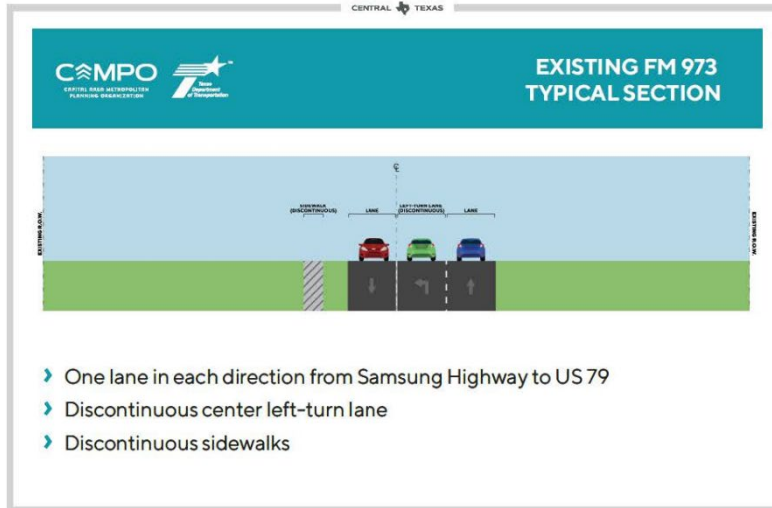 CENTRAL TEXAS
CAMPO
CAPITAL AREA METROPOLITAN
PLANNING ORGANIZATION
Texas
Department
of Transportation
EXISTING FM 973
TYPICAL SECTION
EXISTING R.O.W.
SIDEWALK
(DISCONTINUOUS)
LANE
LEFT-TURN LANE
(DISCONTINUOUS)
LANE
EXISTING R.O.W.
One lane in each direction from Samsung Highway to US 79
Discontinuous center left-turn lane
Discontinuous sidewalks